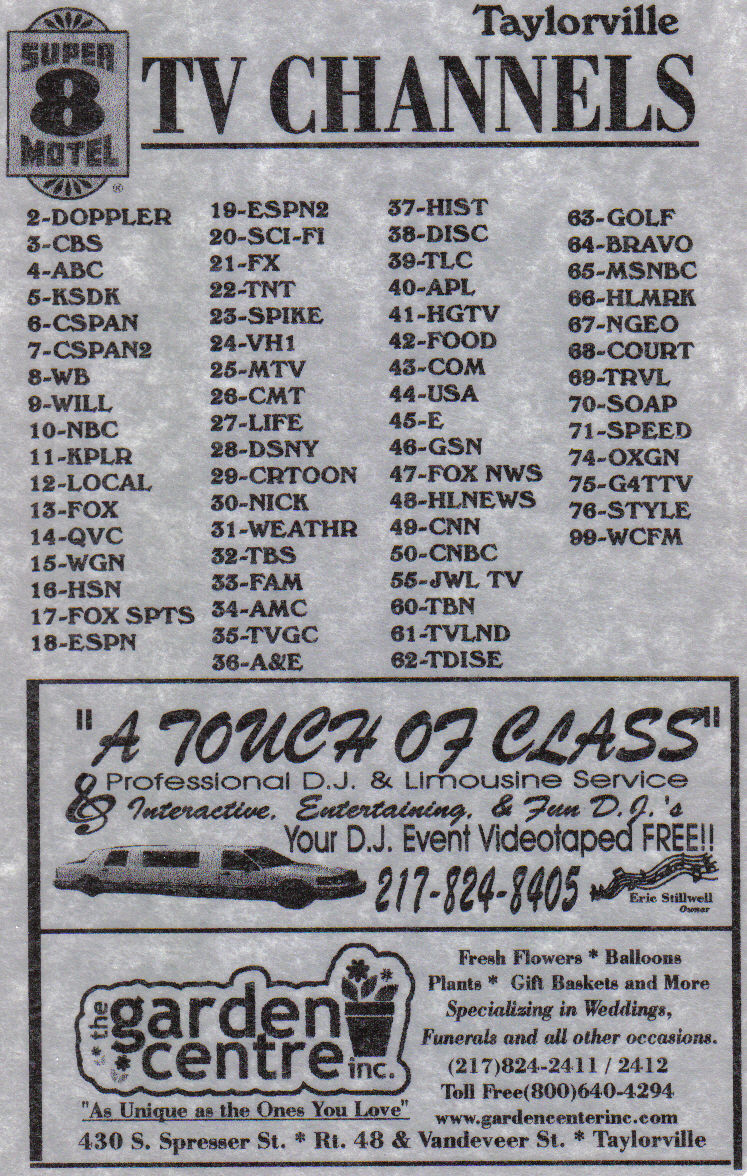 Taylorville
SUPER
8
MOTEL
®
TV CHANNELS
2-DOPPLER
3-CBS
4-ABC
5-KSDK
6-CSPAN
7-CSPAN2
8-WB
9-WILL
10-NBC
11-KPLR
12-LOCAL
13-FOX
14-QVC
15-WGN
16-HSN
17-FOX SPTS
18-ESPN
19-ESPN2
20-SCI-FI
21-FX
22-TNT
23-SPIKE
24-VH1
25-MTV
26-CMT
27-LIFE
28-DSNY
29-CRTOON
30-NICK
31-WEATHR
32-TBS
33-FAM
34-AMC
35-TVGC
36-A&E
37-HIST
38-DISC
39-TLC
40-APL
41-HGTV
42-FOOD
43-COM
44-USA
45-E
46-GSN
47-FOX NWS
48-HLNEWS
49-CNN
50-CNBC
55-JWL TV
60-TBN
61-TVLND
62-TDISE
63-GOLF
64-BRAVO
65-MSNBC
66-HLMRK
67-NGEO
68-COURT
69-TRVL
70-SOAP
71-SPEED
74-OXGN
75-G4TTV
76-STYLE
99-WCFM
"A TOUCH OF CLASS"
Professional D.J. & Limousine Service
Interactive, Entertaining, & Fun D.J.'s
Your D.J. Event Videotaped FREE!!
217-824-8405
Eric Stillwell
Owner
the garden centre inc.
"As Unique as the Ones You Love"
Fresh Flowers * Balloons
Plants * Gift Baskets and More
Specializing in Weddings,
Funerals and all other occasions.
(217)824-2411 / 2412
Toll Free(800)640-4294
www.gardencenterinc.com
430 S. Spresser St. * Rt. 48 & Vandeveer St. * Taylorville